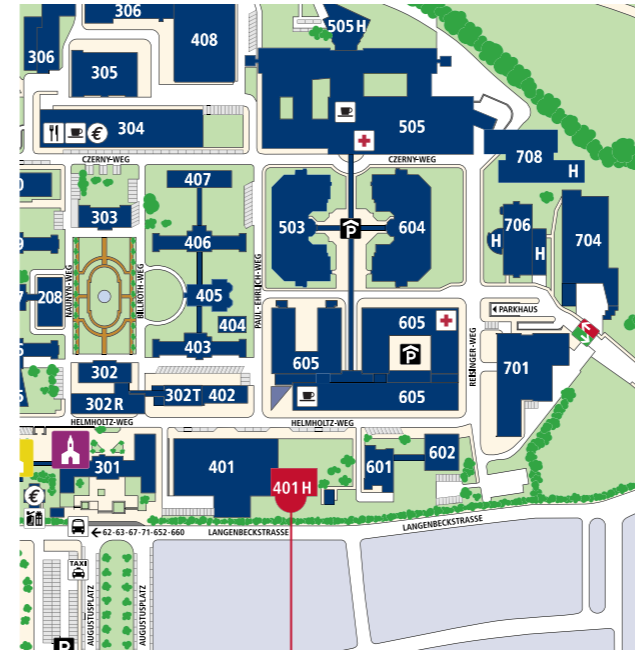 306
408
505 H
306
305
304
€
505
CZERNY-WEG
CZERNY-WEG
708
H
407
303
503
604
706
H
H
704
406
P
208
405
404
605
NAUNYN-WEG
BILLROTH-WEG
PAUL-EHRLICH-WEG
PARKHAUS
403
P
REISINGER-WEG
701
302
605
302 R
302T
402
605
HELMHOLTZ-WEG
HELMHOLTZ-WEG
301
401
601
602
401 H
€
62-63-67-71-652-660
LANGENBECKSTRASSE
LANGENBECKSTRASSE
TAXI
AUGUSTUSPLATZ
AUGUSTUSPLATZ
P